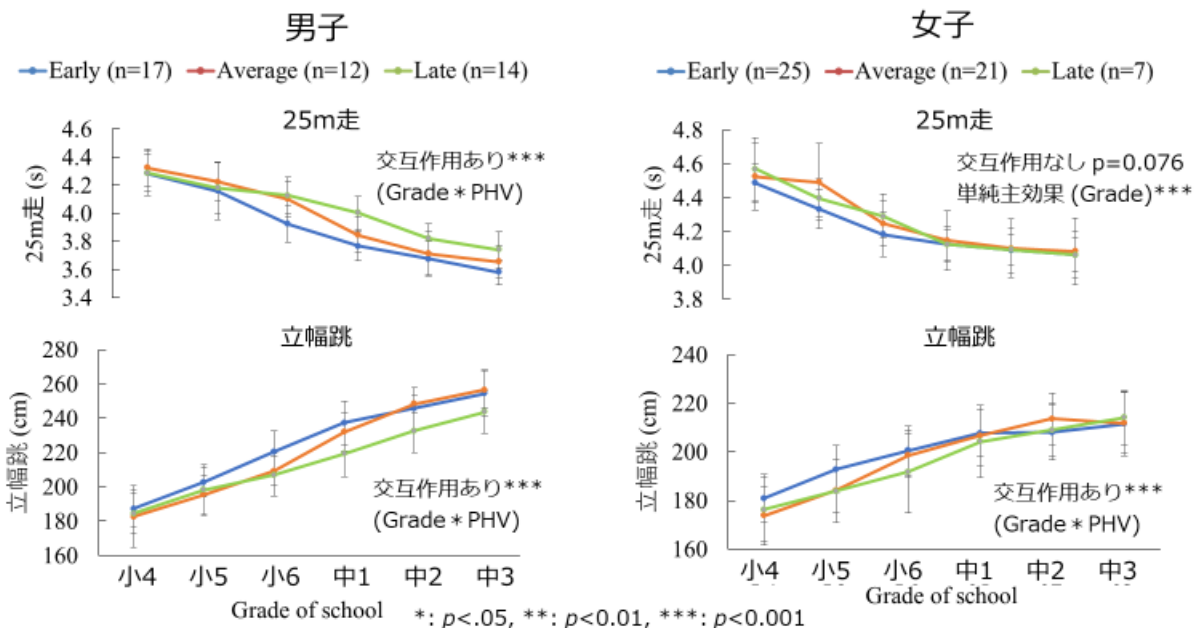 男子
Early (n=17) Average (n=12) Late (n=14)
25m走
交互作用あり***
(Grade * PHV)
25m走 (s)
4.6
4.4
4.2
4.0
3.8
3.6
3.4
立幅跳
交互作用あり***
(Grade * PHV)
立幅跳 (cm)
280
260
240
220
200
180
160
小4 小5 小6 中1 中2 中3
Grade of school
女子
Early (n=25) Average (n=21) Late (n=7)
25m走
交互作用なし p=0.076
単純主効果 (Grade)***
25m走 (s)
4.8
4.6
4.4
4.2
4.0
3.8
立幅跳
交互作用あり***
(Grade * PHV)
立幅跳 (cm)
240
220
200
180
160
小4 小5 小6 中1 中2 中3
Grade of school
*: p<.05, **: p<0.01, ***: p<0.001